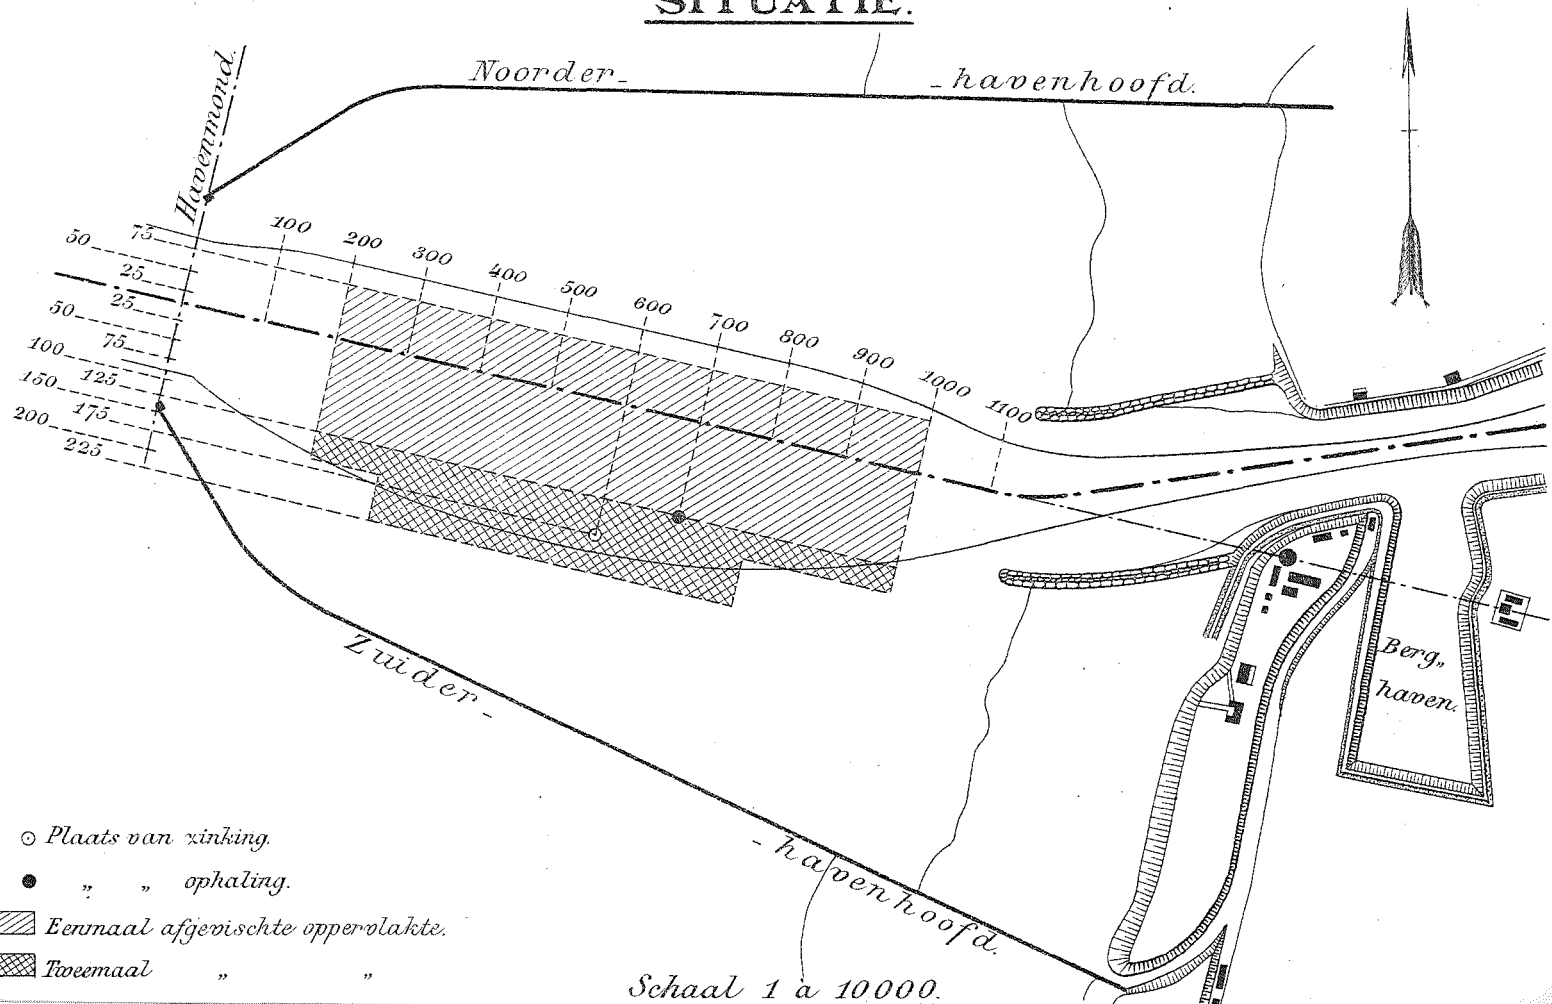 SITUATIE.
Noorder- -havenhoofd.
Havenmond.
100
200
300
400
500
600
700
800
900
1000
1100
75
50
25
25
50
75
100
125
150
175
200
225
Zuider- -havenhoofd.
Berg„
haven.
Plaats van zinking.
„ „ ophaling.
Eenmaal afgevischte oppervlakte.
Tweemaal „ „
Schaal 1 à 10000.